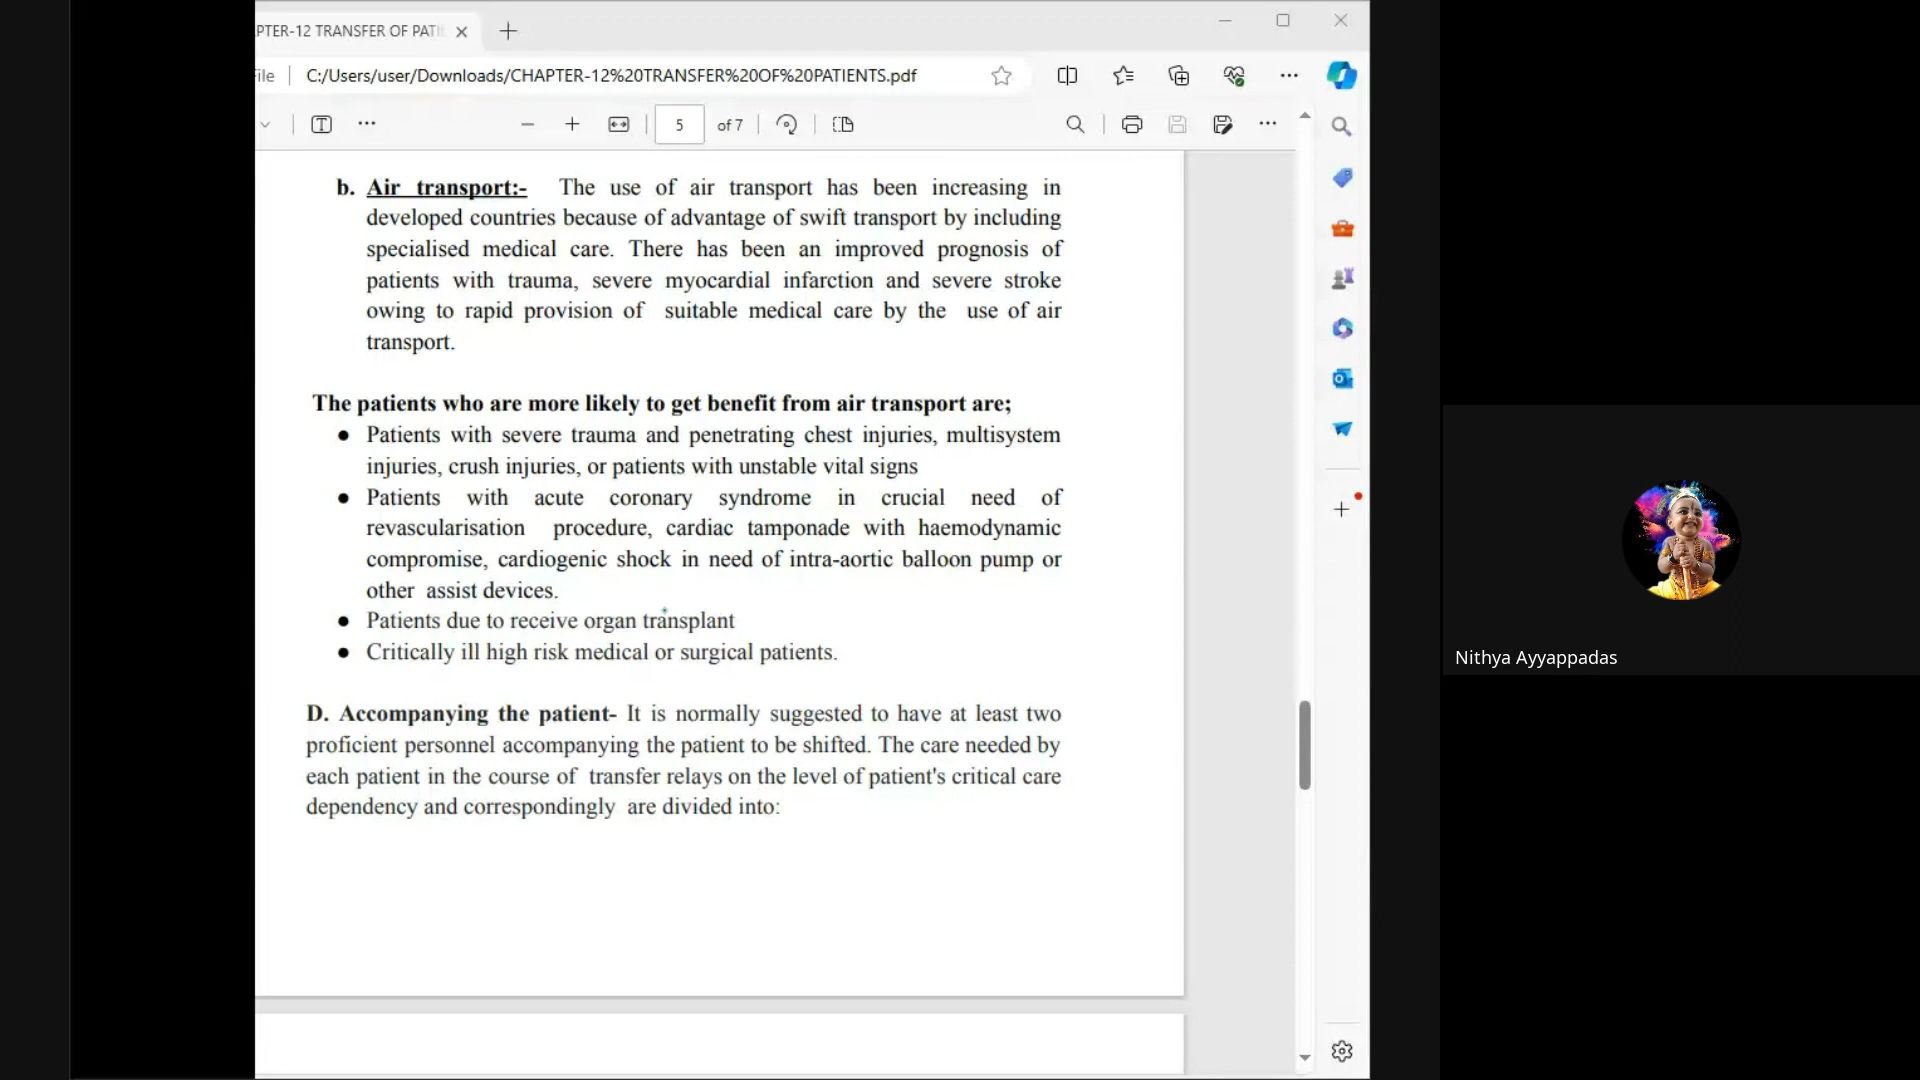 PTER-12 TRANSFER OF PATI
File
C:/Users/user/Downloads/CHAPTER-12%20TRANSFER%20OF%20PATIENTS.pdf
5 of 7
b. Air transport:- The use of air transport has been increasing in
developed countries because of advantage of swift transport by including
specialised medical care. There has been an improved prognosis of
patients with trauma, severe myocardial infarction and severe stroke
owing to rapid provision of suitable medical care by the use of air
transport.
The patients who are more likely to get benefit from air transport are;
● Patients with severe trauma and penetrating chest injuries, multisystem
injuries, crush injuries, or patients with unstable vital signs
● Patients with acute coronary syndrome in crucial need of
revascularisation procedure, cardiac tamponade with haemodynamic
compromise, cardiogenic shock in need of intra-aortic balloon pump or
other assist devices.
● Patients due to receive organ transplant
● Critically ill high risk medical or surgical patients.
D. Accompanying the patient- It is normally suggested to have at least two
proficient personnel accompanying the patient to be shifted. The care needed by
each patient in the course of transfer relays on the level of patient's critical care
dependency and correspondingly are divided into:
Nithya Ayyappadas